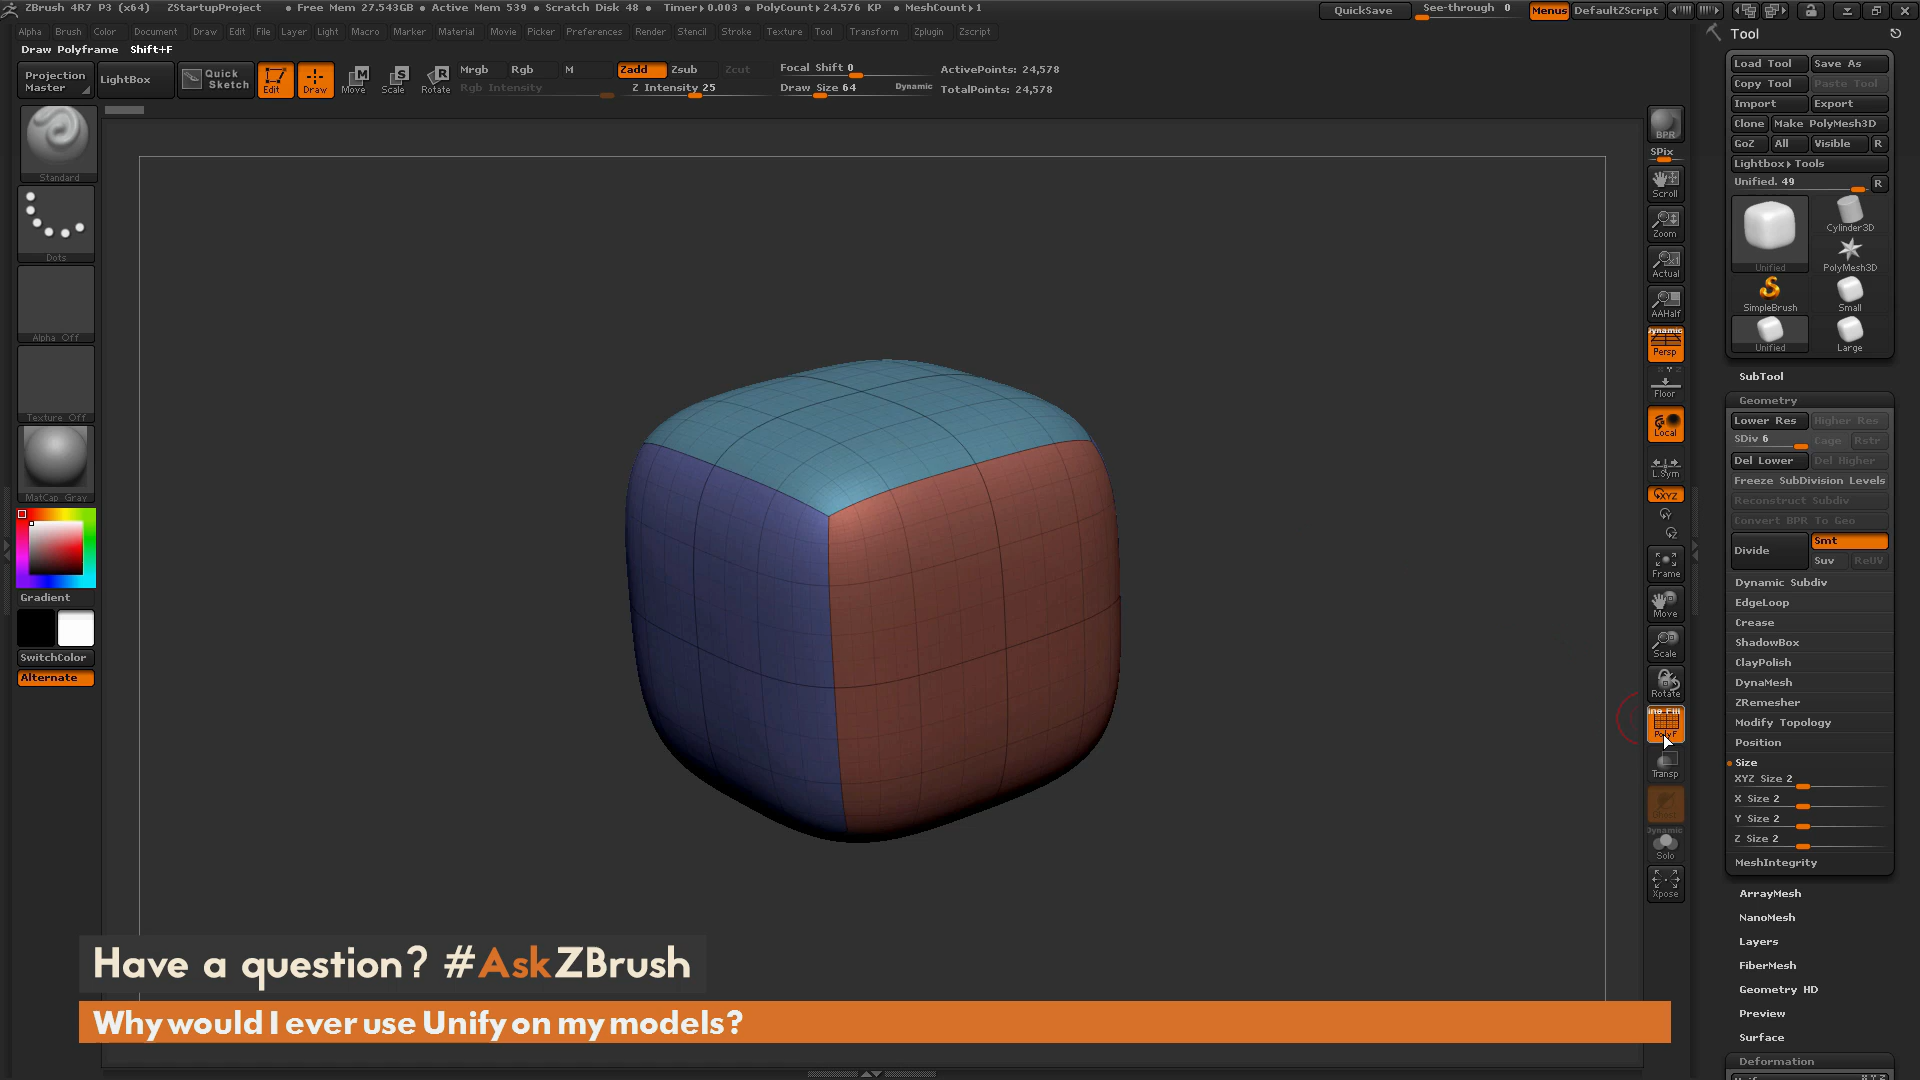 ZBrush 4R7 P3 (x64) ZStartupProject • Free Mem 27.543GB • Active Mem 539 • Scratch Disk 48 • Timer▸0.003 • PolyCount▸24.576 KP • MeshCount▸1 QuickSave See-through 0 Menus DefaultZScript
Alpha Brush Color Document Draw Edit File Layer Light Macro Marker Material Movie Picker Preferences Render Stencil Stroke Texture Tool Transform Zplugin Zscript
Draw Polyframe Shift+F
Projection Master
LightBox
Quick Sketch
Edit
Draw
Move
Scale
Rotate
Mrgb Rgb M
Rgb Intensity
Zadd Zsub Zcut
Z Intensity 25
Focal Shift 0
Draw Size 64 Dynamic
ActivePoints: 24,578
TotalPoints: 24,578
Standard
Dots
Alpha Off
Texture Off
MatCap Gray
Gradient
SwitchColor
Alternate
BPR
SPix
Scroll
Zoom
Actual
AAHalf
Dynamic
Persp
Floor
Local
L.Sym
XYZ
Y
Z
Frame
Move
Scale
Rotate
Line Fill
PolyF
Transp
Dynamic
Solo
Xpose
Tool
Load Tool Save As
Copy Tool Paste Tool
Import Export
Clone Make PolyMesh3D
GoZ All Visible R
Lightbox▸Tools
Unified. 49 R
Unified
Cylinder3D
PolyMesh3D
SimpleBrush
Small
Unified
Large
SubTool
Geometry
Lower Res Higher Res
SDiv 6 Cage Rstr
Del Lower Del Higher
Freeze SubDivision Levels
Reconstruct Subdiv
Convert BPR To Geo
Divide Smt
Suv ReUV
Dynamic Subdiv
EdgeLoop
Crease
ShadowBox
ClayPolish
DynaMesh
ZRemesher
Modify Topology
Position
Size
XYZ Size 2
X Size 2
Y Size 2
Z Size 2
MeshIntegrity
ArrayMesh
NanoMesh
Layers
FiberMesh
Geometry HD
Preview
Surface
Deformation
Have a question? #AskZBrush
Why would I ever use Unify on my models?